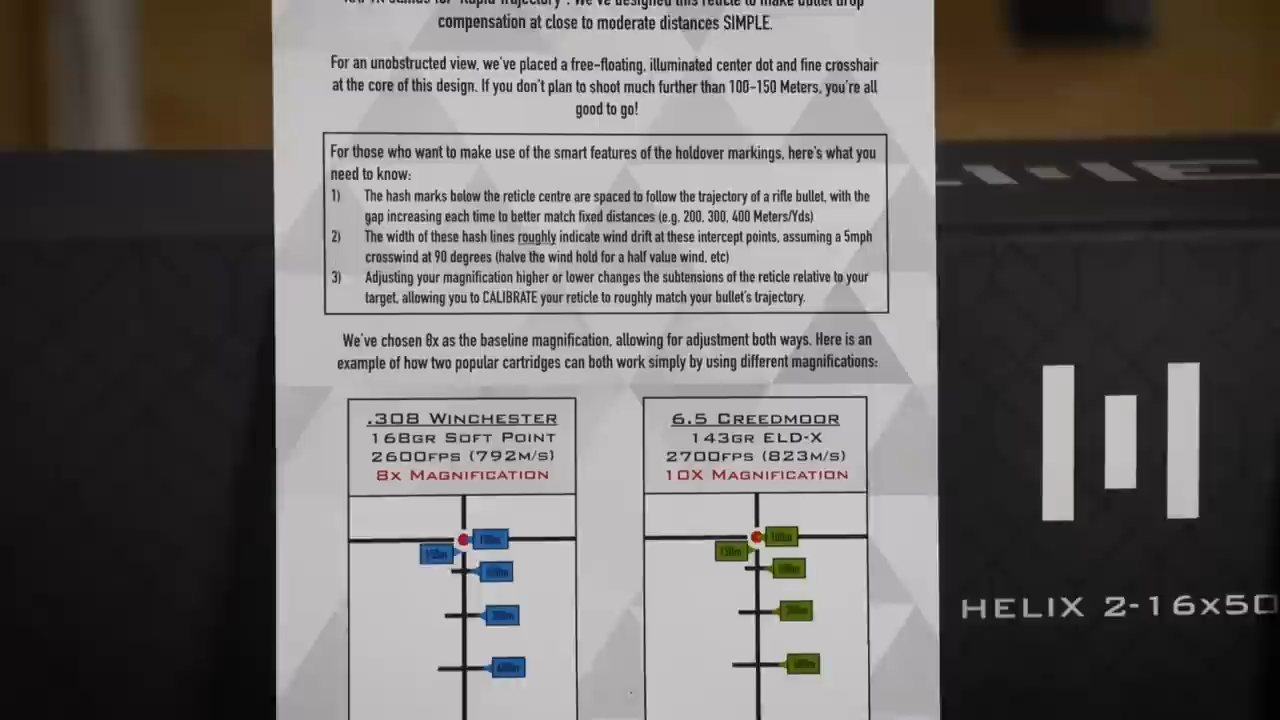 compensation at close to moderate distances SIMPLE.
For an unobstructed view, we've placed a free-floating, illuminated center dot and fine crosshair
at the core of this design. If you don't plan to shoot much further than 100-150 Meters, you're all
good to go!
For those who want to make use of the smart features of the holdover markings, here's what you
need to know:
1) The hash marks below the reticle centre are spaced to follow the trajectory of a rifle bullet, with the
gap increasing each time to better match fixed distances (e.g. 200, 300, 400 Meters/Yds)
2) The width of these hash lines roughly indicate wind drift at these intercept points, assuming a 5mph
crosswind at 90 degrees (halve the wind hold for a half value wind, etc)
3) Adjusting your magnification higher or lower changes the subtensions of the reticle relative to your
target, allowing you to CALIBRATE your reticle to roughly match your bullet's trajectory.
We've chosen 8x as the baseline magnification, allowing for adjustment both ways. Here is an
example of how two popular cartridges can both work simply by using different magnifications:
.308 WINCHESTER
168GR SOFT POINT
2600FPS (792M/S)
8X MAGNIFICATION
100m
150m
6.5 CREEDMOOR
143GR ELD-X
2700FPS (823M/S)
10X MAGNIFICATION
100m
150m
HELIX 2-16X50